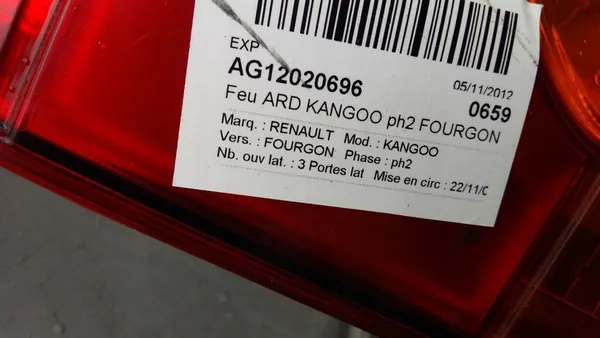 EXP
AG12020696
05/11/2012
0659
Feu ARD KANGOO ph2 FOURGON
Marq. : RENAULT Mod. : KANGOO
Vers. : FOURGON Phase : ph2
Nb. ouv lat. : 3 Portes lat Mise en circ : 22/11/